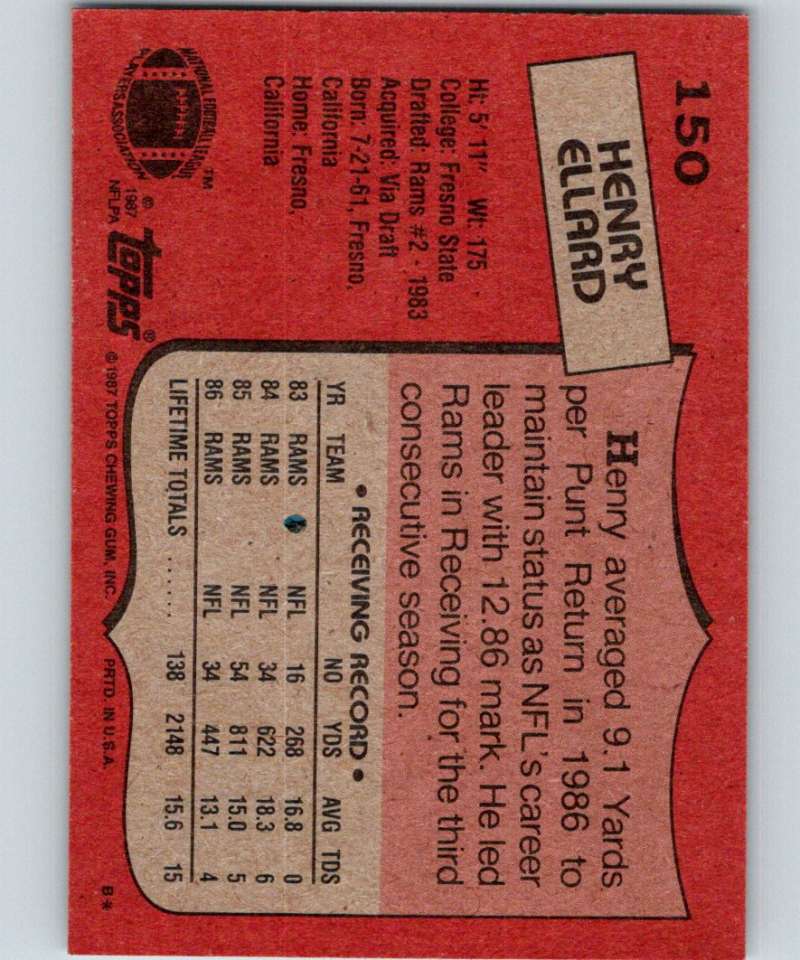 150
HENRY
ELLARD
Ht: 5' 11" Wt: 175
College: Fresno State
Drafted: Rams #2 - 1983
Acquired: Via Draft
Born: 7-21-61, Fresno,
California
Home: Fresno,
California
NATIONAL FOOTBALL LEAGUE
PLAYERS ASSOCIATION
™
© 1987
NFLPA
Henry averaged 9.1 Yards
per Punt Return in 1986 to
maintain status as NFL's career
leader with 12.86 mark. He led
Rams in Receiving for the third
consecutive season.
• RECEIVING RECORD •
YR TEAM NO YDS AVG TDS
83 RAMS NFL 16 268 16.8 0
84 RAMS NFL 34 622 18.3 6
85 RAMS NFL 54 811 15.0 5
86 RAMS NFL 34 447 13.1 4
LIFETIME TOTALS ...... 138 2148 15.6 15
topps® ©1987 TOPPS CHEWING GUM, INC. PRTD. IN U.S.A. B*